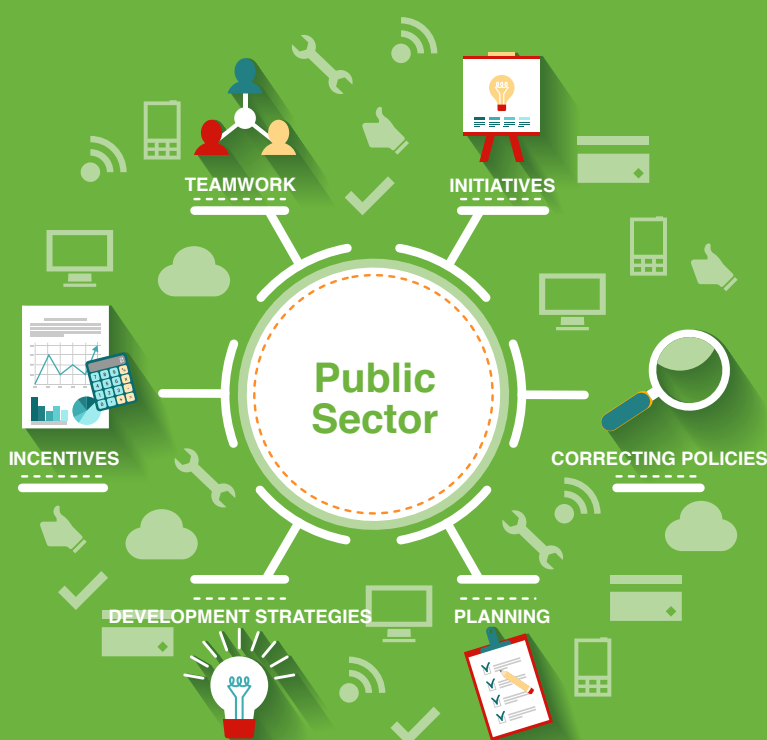 TEAMWORK
INITIATIVES
Public
Sector
INCENTIVES
CORRECTING POLICIES
DEVELOPMENT STRATEGIES
PLANNING